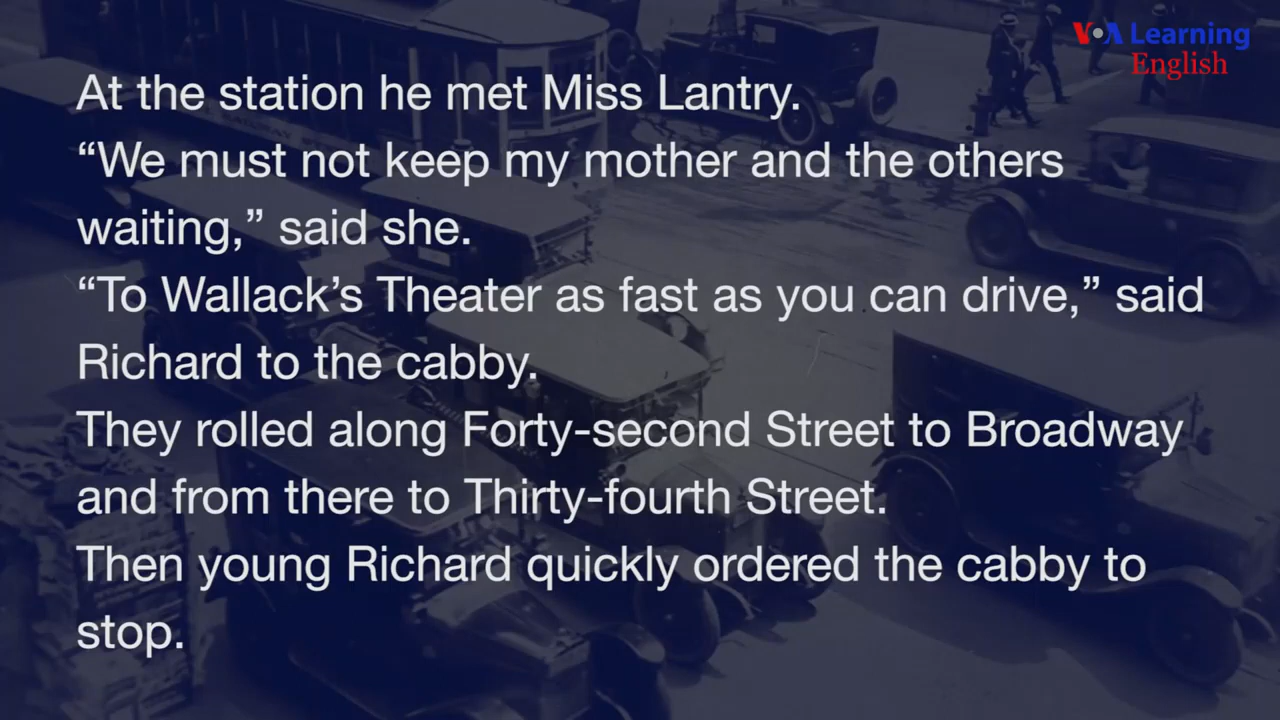 VOA Learning
English
At the station he met Miss Lantry.
“We must not keep my mother and the others
waiting,” said she.
“To Wallack’s Theater as fast as you can drive,” said
Richard to the cabby.
They rolled along Forty-second Street to Broadway
and from there to Thirty-fourth Street.
Then young Richard quickly ordered the cabby to
stop.